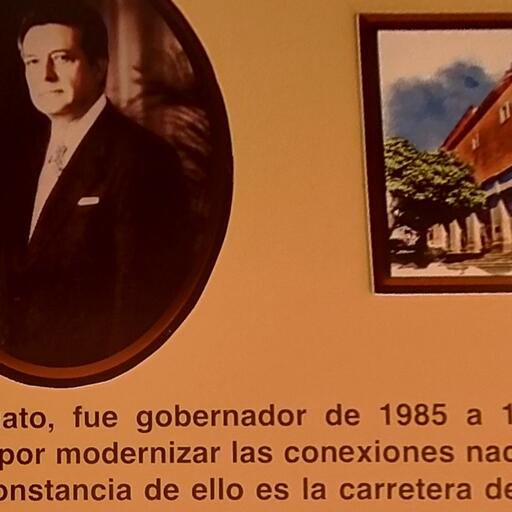 ato, fue gobernador de 1985 a 1
por modernizar las conexiones nac
onstancia de ello es la carretera de